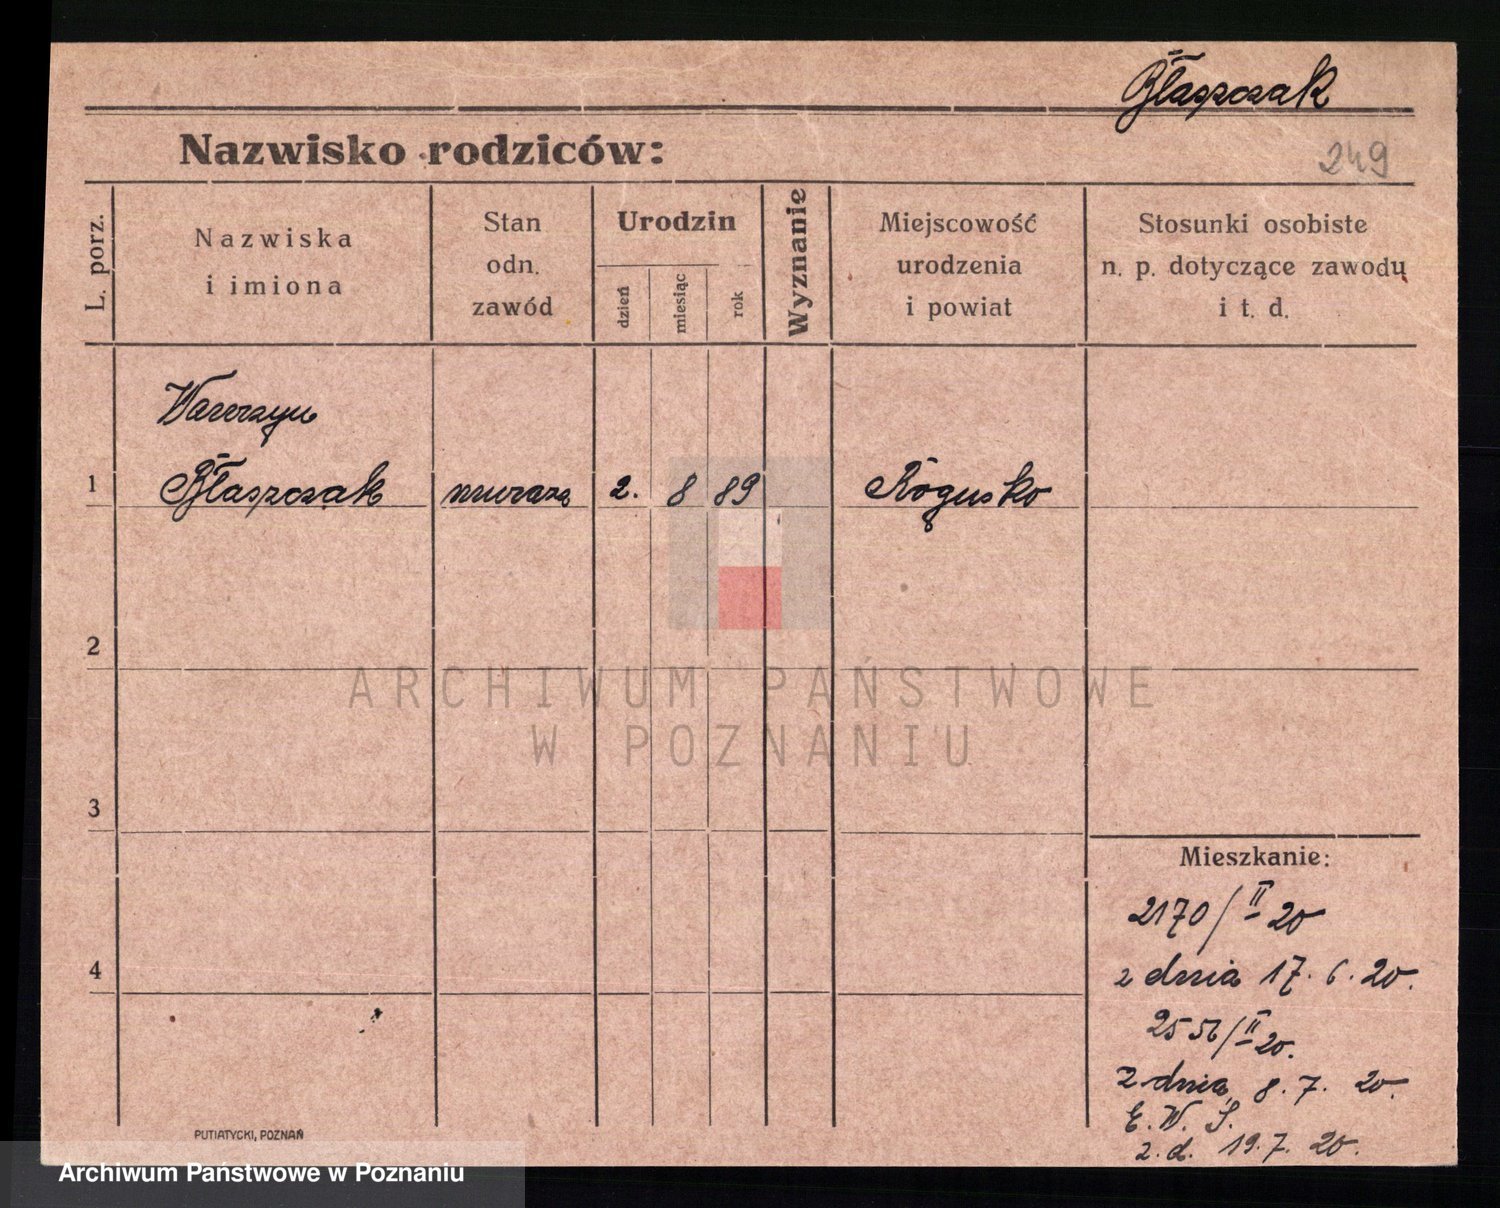 Błaszczak
Nazwisko rodziców:
249
L. porz.
Nazwiska
i imiona
Stan
odn.
zawód
Urodzin
dzień
miesiąc
rok
Wyznanie
Miejscowość
urodzenia
i powiat
Stosunki osobiste
n. p. dotyczące zawodu
i t. d.
Wawrzyn
1 Błaszczak murarz 2. 8 89 Rogusko
2
3
4
ARCHIWUM PAŃSTWOWE
W POZNANIU
Mieszkanie:
2170/II 20
z dnia 17. 6. 20.
2556/II 20.
z dnia 8. 7. 20.
E. W. Ś.
z. d. 19. 7. 20.
PUTIATYCKI, POZNAŃ
Archiwum Państwowe w Poznaniu